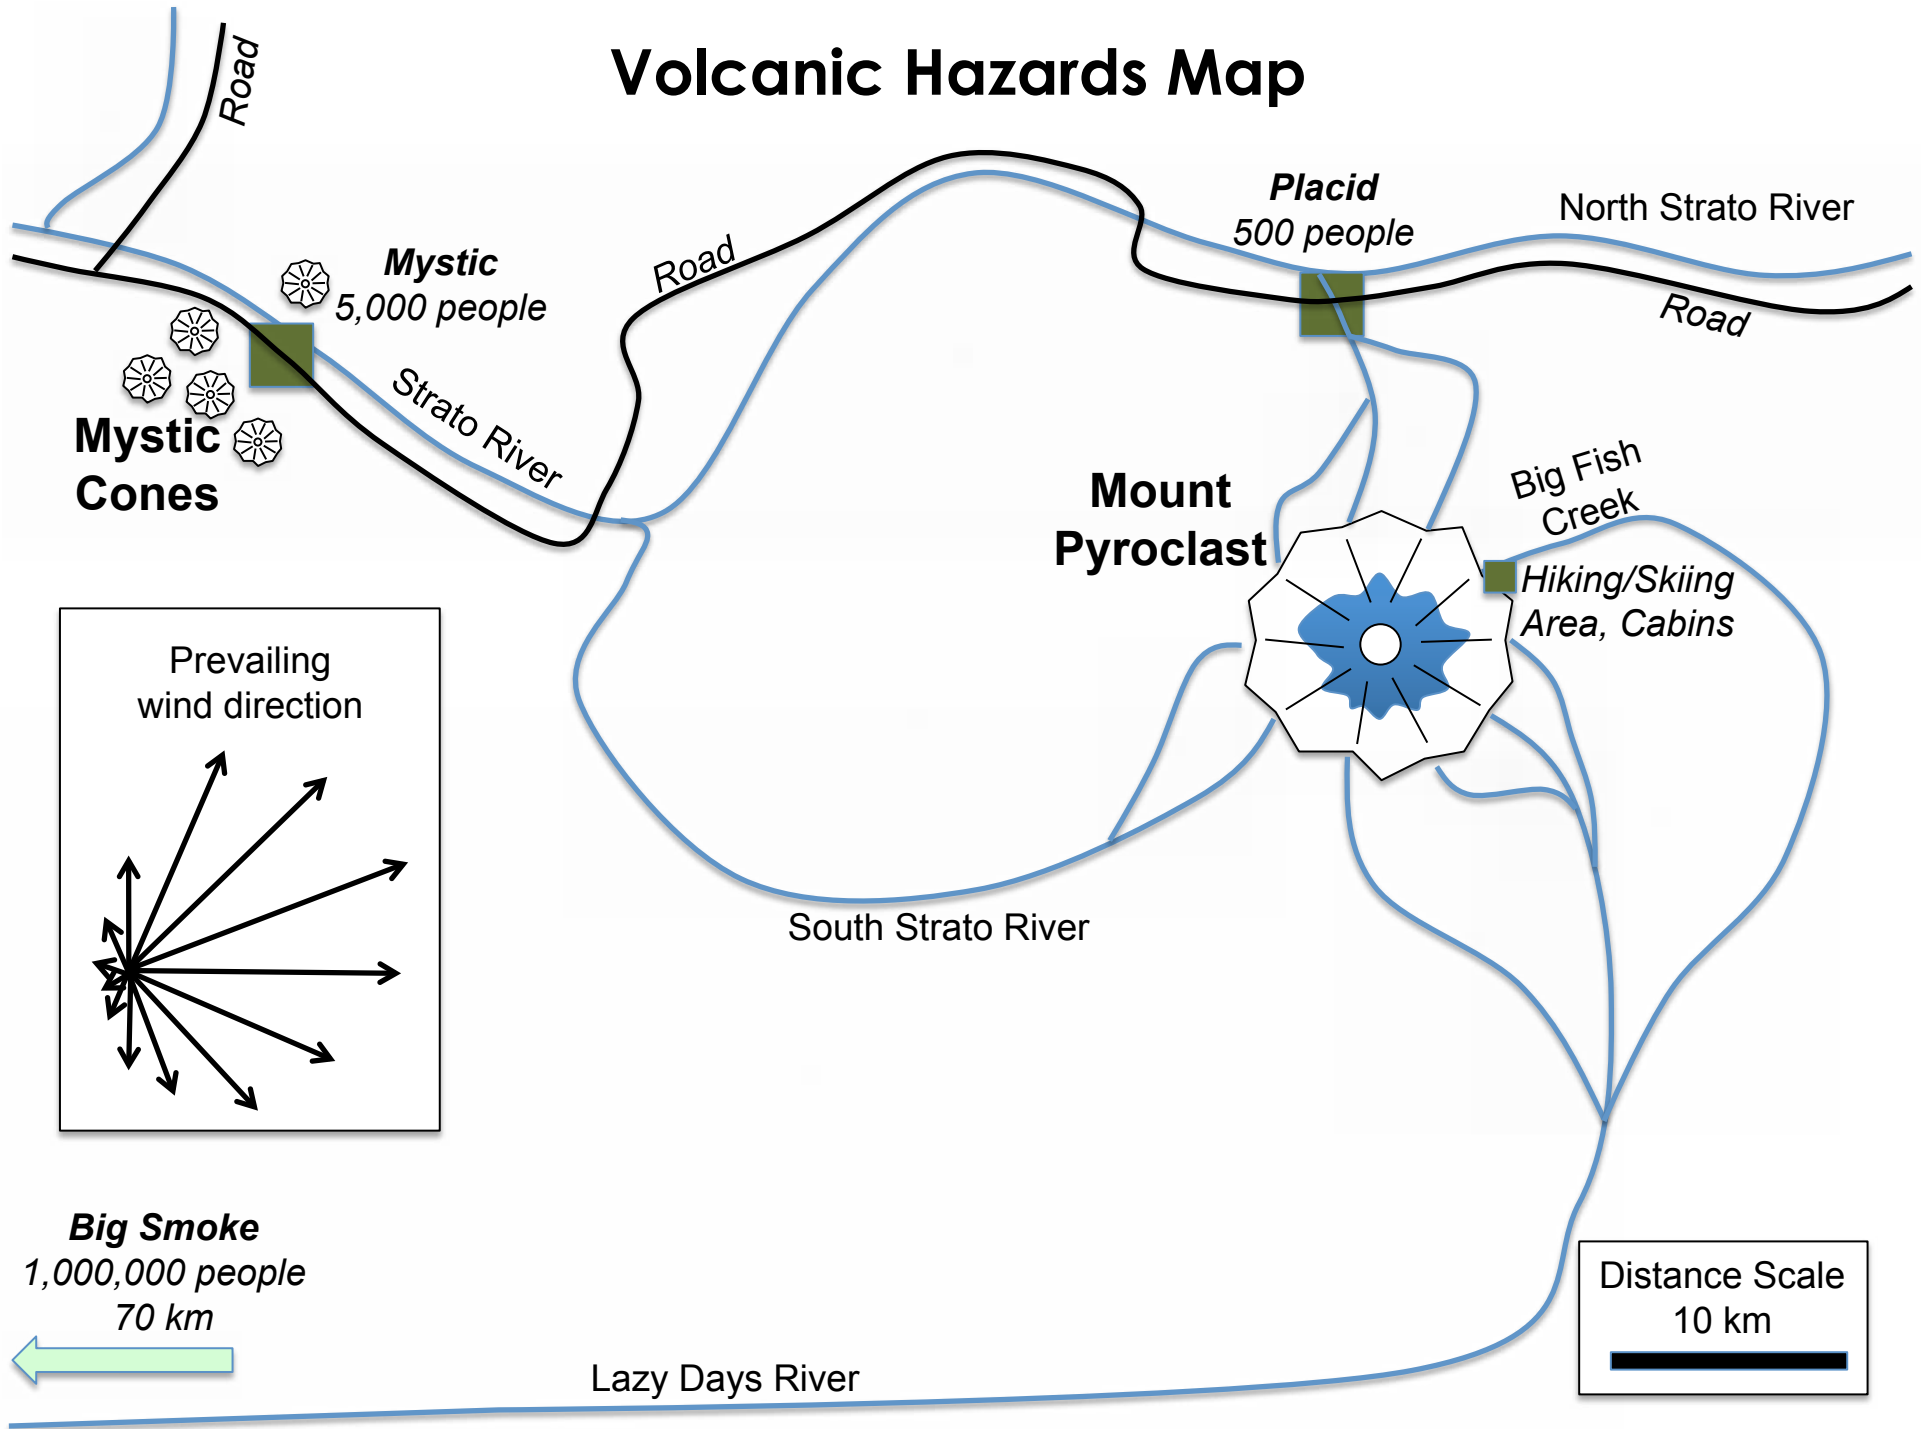 Volcanic Hazards Map
Road
Placid
500 people
North Strato River
Mystic
5,000 people
Road
Road
Strato River
Mystic
Cones
Big Fish
Creek
Mount
Pyroclast
Hiking/Skiing
Area, Cabins
Prevailing
wind direction
South Strato River
Big Smoke
1,000,000 people
70 km
Distance Scale
10 km
Lazy Days River